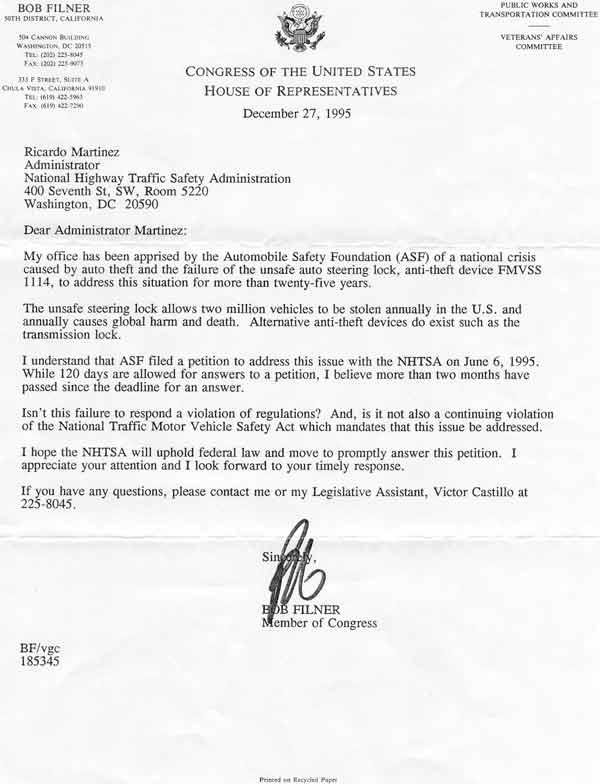 BOB FILNER
50TH DISTRICT, CALIFORNIA
504 CANNON BUILDING
WASHINGTON, DC 20515
TEL: (202) 225-8045
FAX: (202) 225-9073
333 F STREET, SUITE A
CHULA VISTA, CALIFORNIA 91910
TEL: (619) 422-5963
FAX: (619) 422-7290
PUBLIC WORKS AND
TRANSPORTATION COMMITTEE
VETERANS' AFFAIRS
COMMITTEE
CONGRESS OF THE UNITED STATES
HOUSE OF REPRESENTATIVES
December 27, 1995
Ricardo Martinez
Administrator
National Highway Traffic Safety Administration
400 Seventh St, SW, Room 5220
Washington, DC 20590
Dear Administrator Martinez:
My office has been apprised by the Automobile Safety Foundation (ASF) of a national crisis
caused by auto theft and the failure of the unsafe auto steering lock, anti-theft device FMVSS
1114, to address this situation for more than twenty-five years.
The unsafe steering lock allows two million vehicles to be stolen annually in the U.S. and
annually causes global harm and death. Alternative anti-theft devices do exist such as the
transmission lock.
I understand that ASF filed a petition to address this issue with the NHTSA on June 6, 1995.
While 120 days are allowed for answers to a petition, I believe more than two months have
passed since the deadline for an answer.
Isn't this failure to respond a violation of regulations? And, is it not also a continuing violation
of the National Traffic Motor Vehicle Safety Act which mandates that this issue be addressed.
I hope the NHTSA will uphold federal law and move to promptly answer this petition. I
appreciate your attention and I look forward to your timely response.
If you have any questions, please contact me or my Legislative Assistant, Victor Castillo at
225-8045.
Sincerely,
BOB FILNER
Member of Congress
BF/vgc
185345
Printed on Recycled Paper